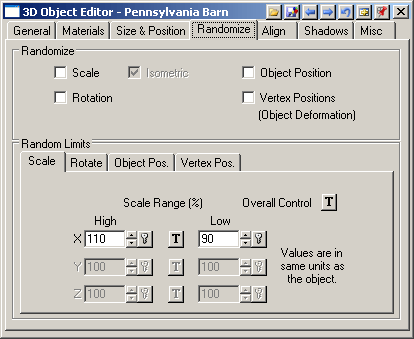 3D Object Editor - Pennsylvania Barn
General Materials Size & Position Randomize Align Shadows Misc
Randomize
Scale Isometric Object Position
Rotation Vertex Positions
(Object Deformation)
Random Limits
Scale Rotate Object Pos. Vertex Pos.
Scale Range (%) Overall Control T
High Low
X 110 T 90
Y 100 T 100
Z 100 T 100
Values are in
same units as
the object.